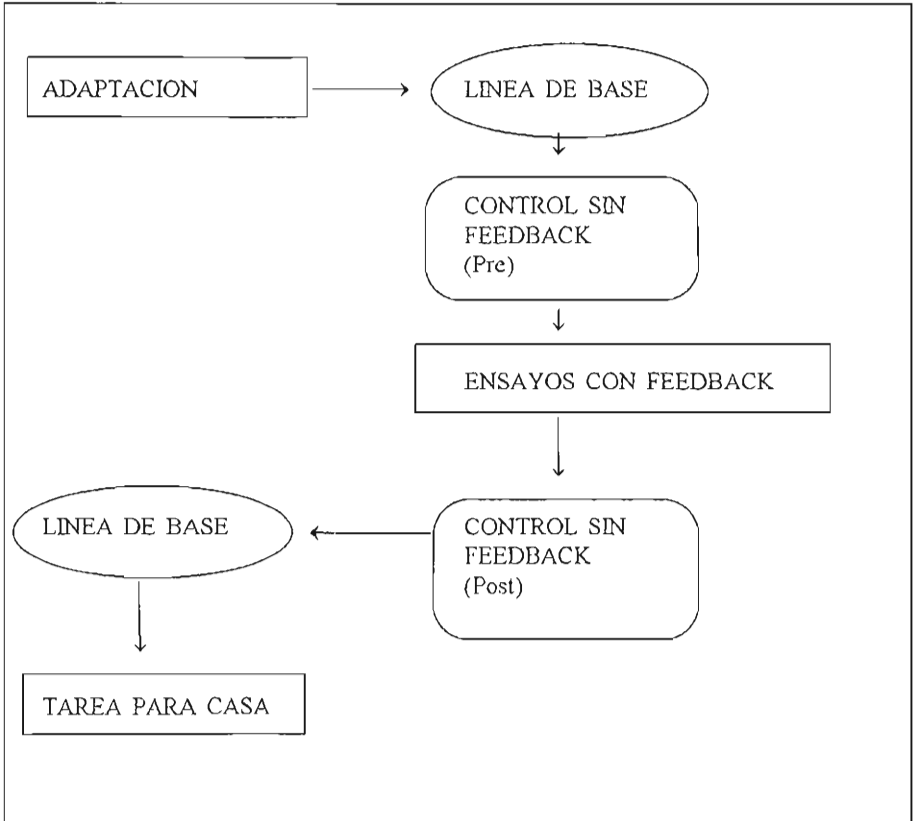 ADAPTACION
LINEA DE BASE
CONTROL SIN
FEEDBACK
(Pre)
ENSAYOS CON FEEDBACK
CONTROL SIN
FEEDBACK
(Post)
LINEA DE BASE
TAREA PARA CASA